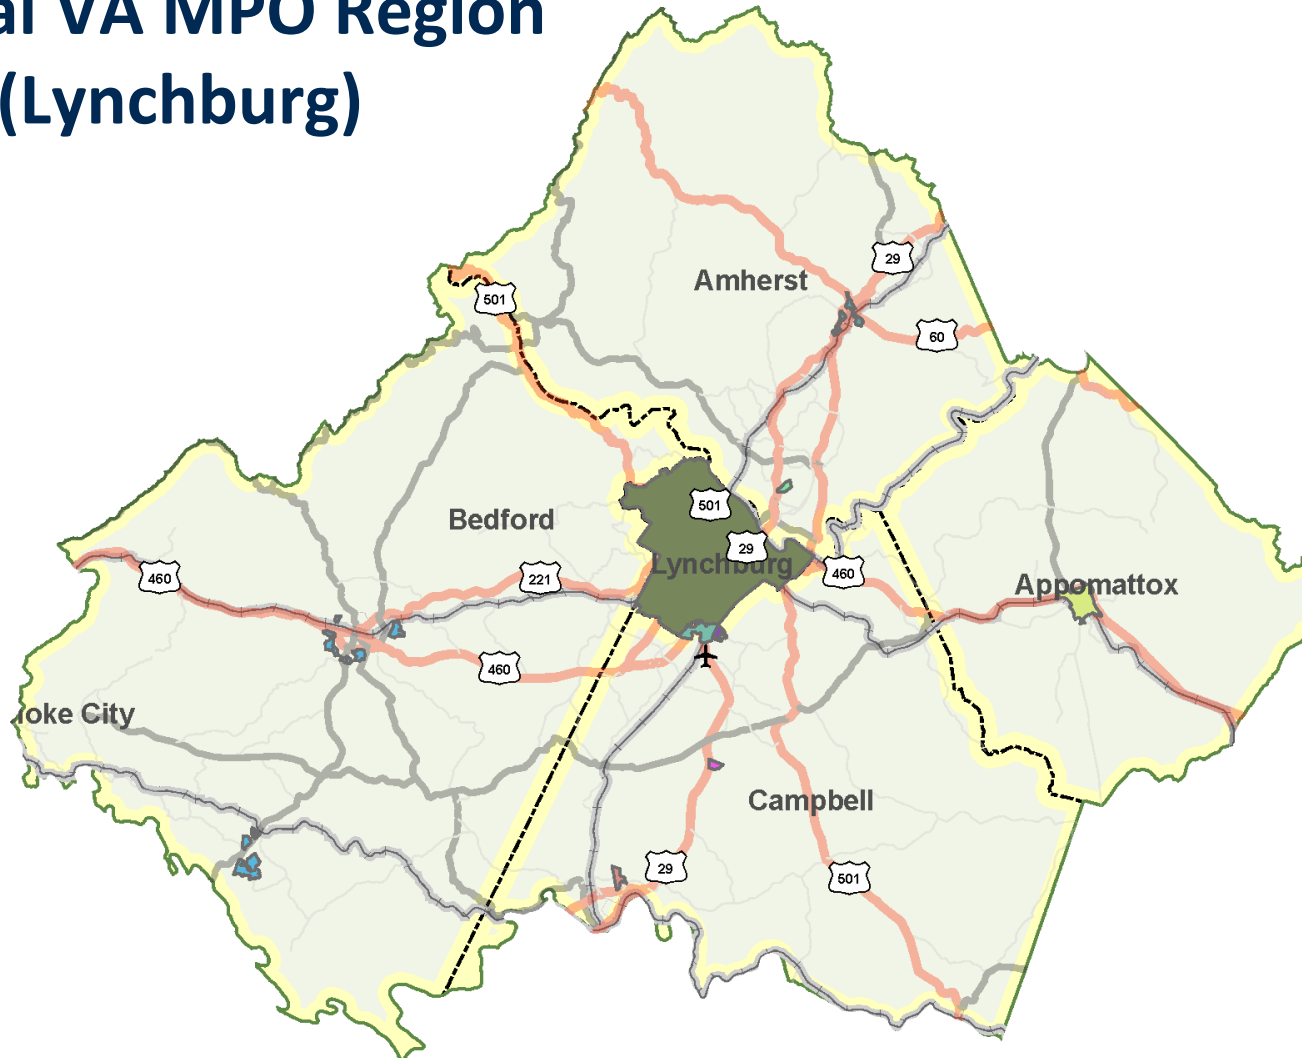 al VA MPO Region
(Lynchburg)
29
Amherst
501
60
501
Bedford
29
Lynchburg
460
221
460
Appomattox
460
oke City
Campbell
29
501